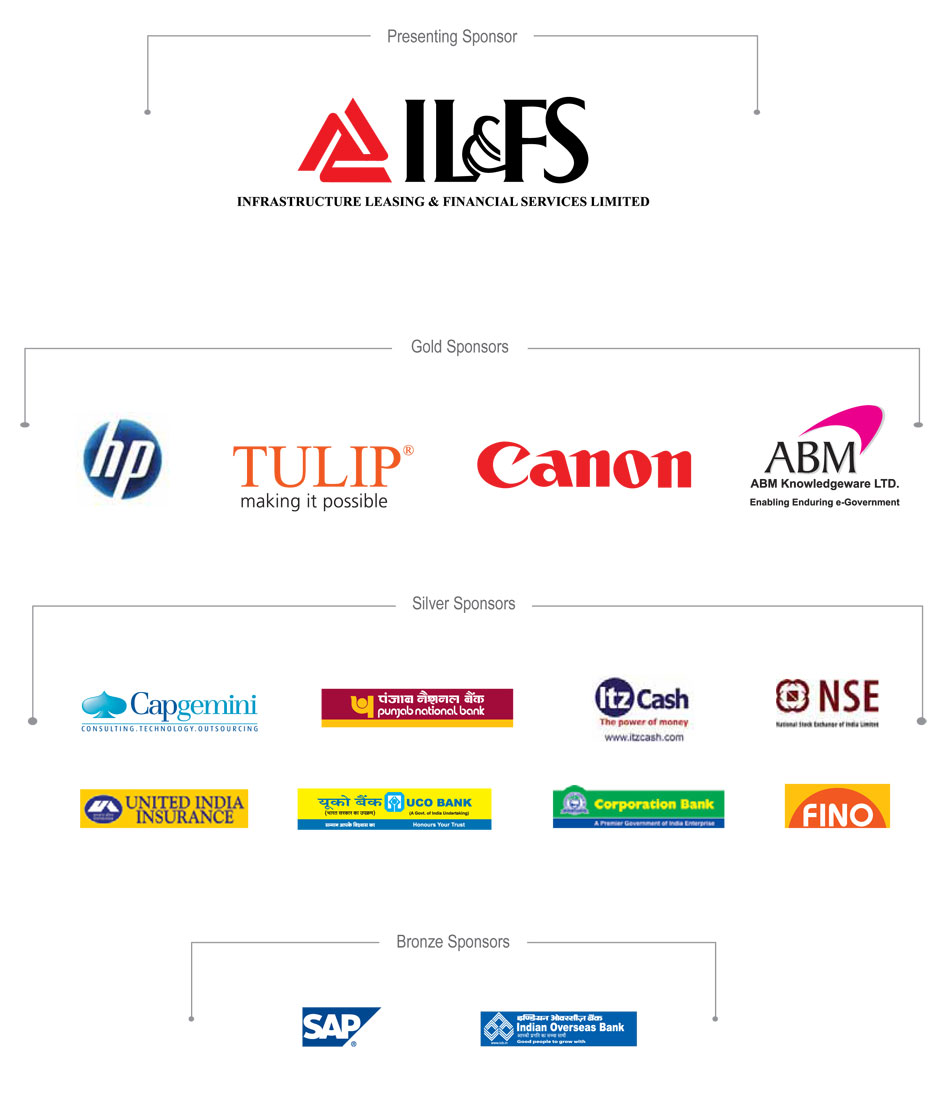 Presenting Sponsor
IL&FS
INFRASTRUCTURE LEASING & FINANCIAL SERVICES LIMITED
Gold Sponsors
hp
TULIP®
making it possible
Canon
ABM
ABM Knowledgeware LTD.
Enabling Enduring e-Government
Silver Sponsors
Capgemini
CONSULTING.TECHNOLOGY.OUTSOURCING
पंजाब नैशनल बैंक
punjab national bank
Itz Cash
The power of money
www.itzcash.com
NSE
National Stock Exchange of India Limited
UNITED INDIA
INSURANCE
यूको बैंक
(भारत सरकार का उपक्रम)
UCO BANK
(A Govt. of India Undertaking)
सम्मान आपके विश्वास का
Honours Your Trust
Corporation Bank
A Premier Government of India Enterprise
FINO
Bronze Sponsors
SAP®
इण्डियन ओवरसीज़ बैंक
Indian Overseas Bank
आपकी प्रगति का सच्चा साथी
Good people to grow with